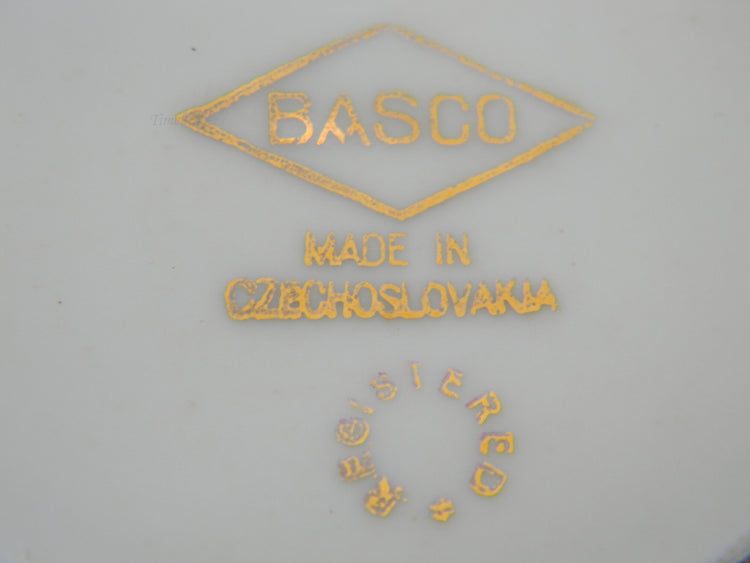 BASCO
MADE IN
CZECHOSLOVAKIA
REGISTERED